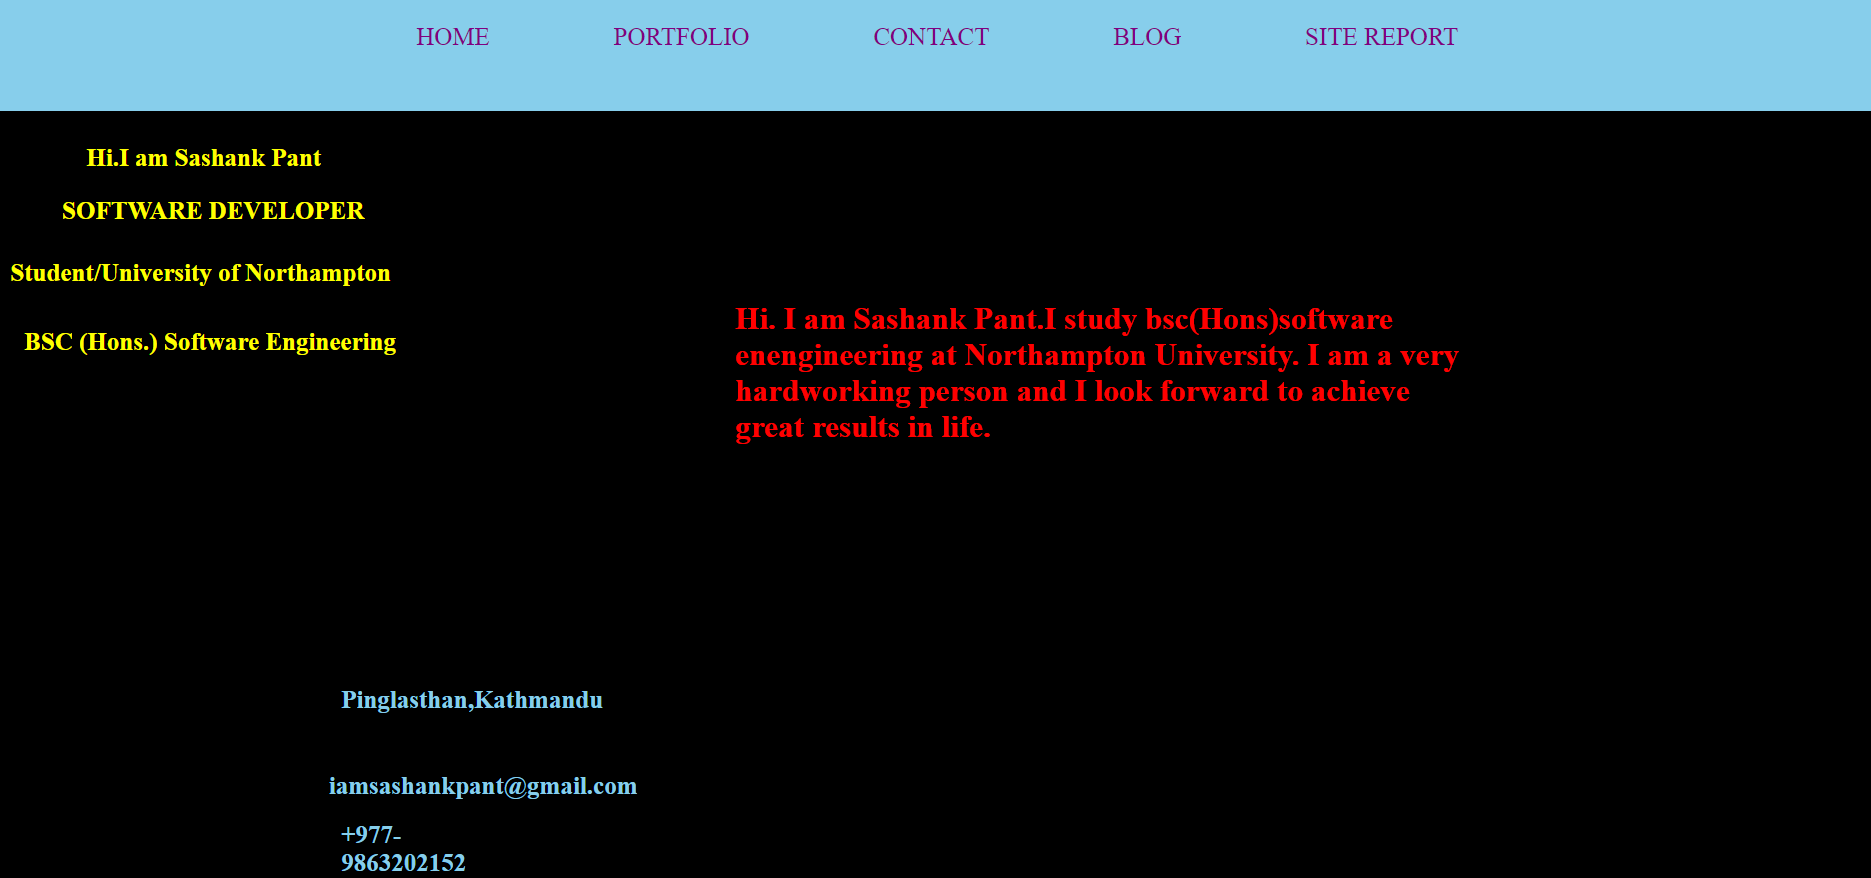 HOME PORTFOLIO CONTACT BLOG SITE REPORT
Hi.I am Sashank Pant
SOFTWARE DEVELOPER
Student/University of Northampton
BSC (Hons.) Software Engineering
Hi. I am Sashank Pant.I study bsc(Hons)software
enengineering at Northampton University. I am a very
hardworking person and I look forward to achieve
great results in life.
Pinglasthan,Kathmandu
iamsashankpant@gmail.com
+977-
9863202152